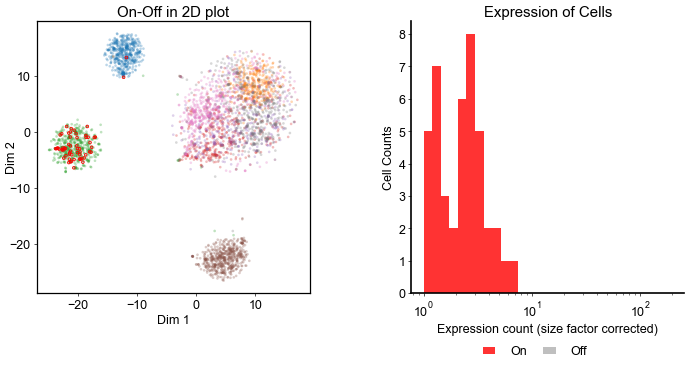 On-Off in 2D plot
Dim 2
10
0
−10
−20
−20
−10
0
10
Dim 1
Expression of Cells
Cell Counts
8
7
6
5
4
3
2
1
0
10⁰
10¹
10²
Expression count (size factor corrected)
On
Off